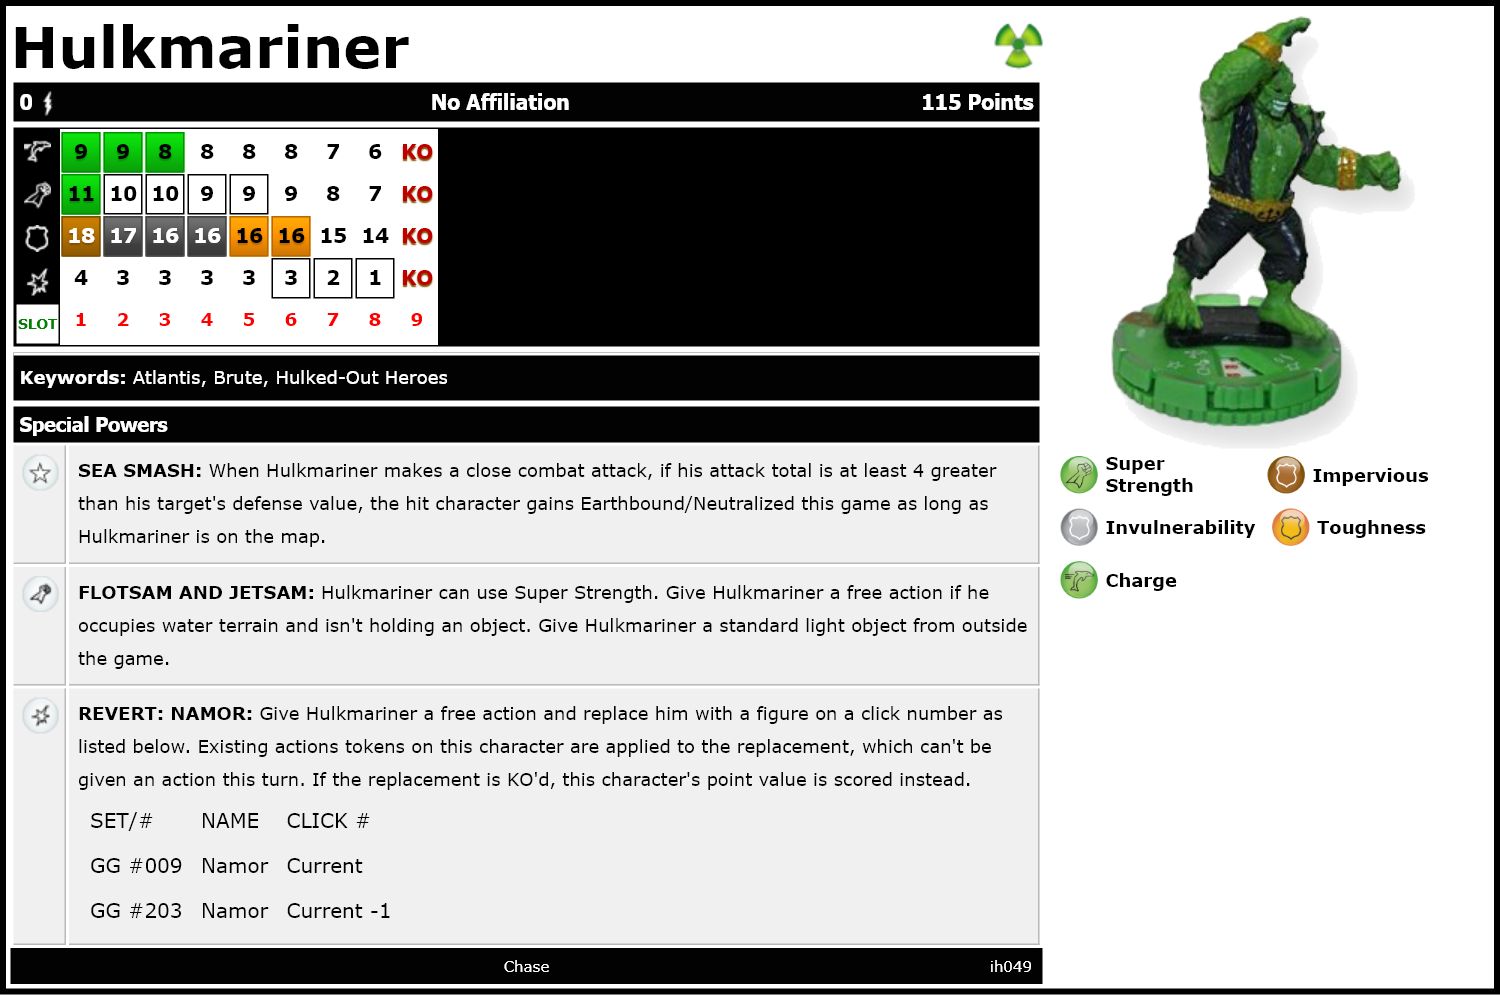 Hulkmariner
0 No Affiliation 115 Points
9 9 8 8 8 8 7 6 KO
11 10 10 9 9 9 8 7 KO
18 17 16 16 16 16 15 14 KO
4 3 3 3 3 3 2 1 KO
SLOT 1 2 3 4 5 6 7 8 9
Keywords: Atlantis, Brute, Hulked-Out Heroes
Special Powers
SEA SMASH: When Hulkmariner makes a close combat attack, if his attack total is at least 4 greater
than his target's defense value, the hit character gains Earthbound/Neutralized this game as long as
Hulkmariner is on the map.
FLOTSAM AND JETSAM: Hulkmariner can use Super Strength. Give Hulkmariner a free action if he
occupies water terrain and isn't holding an object. Give Hulkmariner a standard light object from outside
the game.
REVERT: NAMOR: Give Hulkmariner a free action and replace him with a figure on a click number as
listed below. Existing actions tokens on this character are applied to the replacement, which can't be
given an action this turn. If the replacement is KO'd, this character's point value is scored instead.
SET/# NAME CLICK #
GG #009 Namor Current
GG #203 Namor Current -1
Chase ih049
Super
Strength
Impervious
Invulnerability
Toughness
Charge